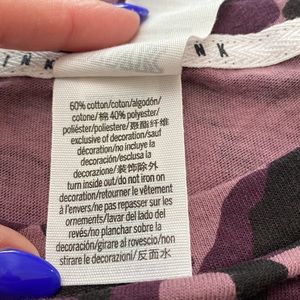 INK
NK
60% cotton/coton/algodón
/cotone/棉 40% polyester/
poliéster/poliestere/聚酯纤维
exclusive of decoration/sauf
décoration/no incluye la
decoración/esclusa la
decorazione/装饰除外
turn inside out/do not iron on
decoration/retourner le vêtement
à l'envers/ne pas repasser sur les
ornements/lavar del lado del
revés/no planchar sobre la
decoración/girare al rovescio/non
stirare le decorazioni/反面水